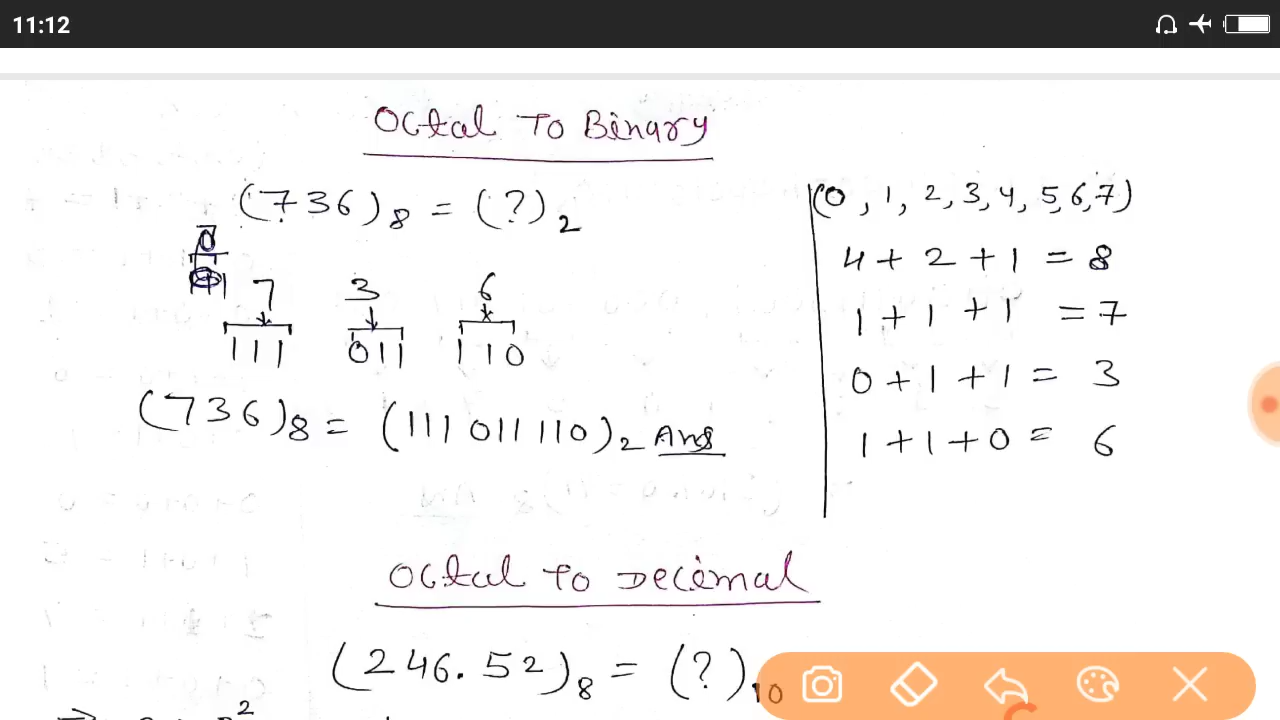 11:12
Octal To Binary
(736)8 = (?)2
(0, 1, 2, 3, 4, 5, 6, 7)
4 + 2 + 1 = 8
7 3 6
1 + 1 + 1 = 7
111 011 110
0 + 1 + 1 = 3
(736)8 = (111 011 110)2 Ans
1 + 1 + 0 = 6
Octal To Decimal
(246.52)8 = (?)10